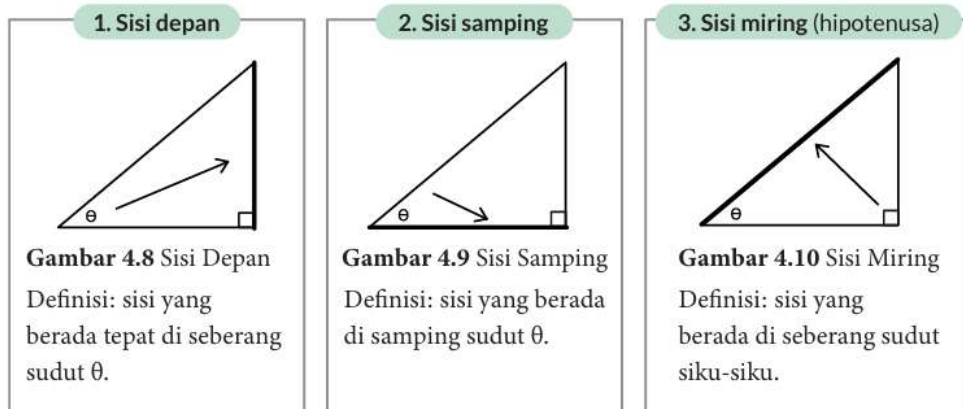 1. Sisi depan
θ
Gambar 4.8 Sisi Depan
Definisi: sisi yang
berada tepat di seberang
sudut θ.
2. Sisi samping
θ
Gambar 4.9 Sisi Samping
Definisi: sisi yang berada
di samping sudut θ.
3. Sisi miring (hipotenusa)
θ
Gambar 4.10 Sisi Miring
Definisi: sisi yang
berada di seberang sudut
siku-siku.